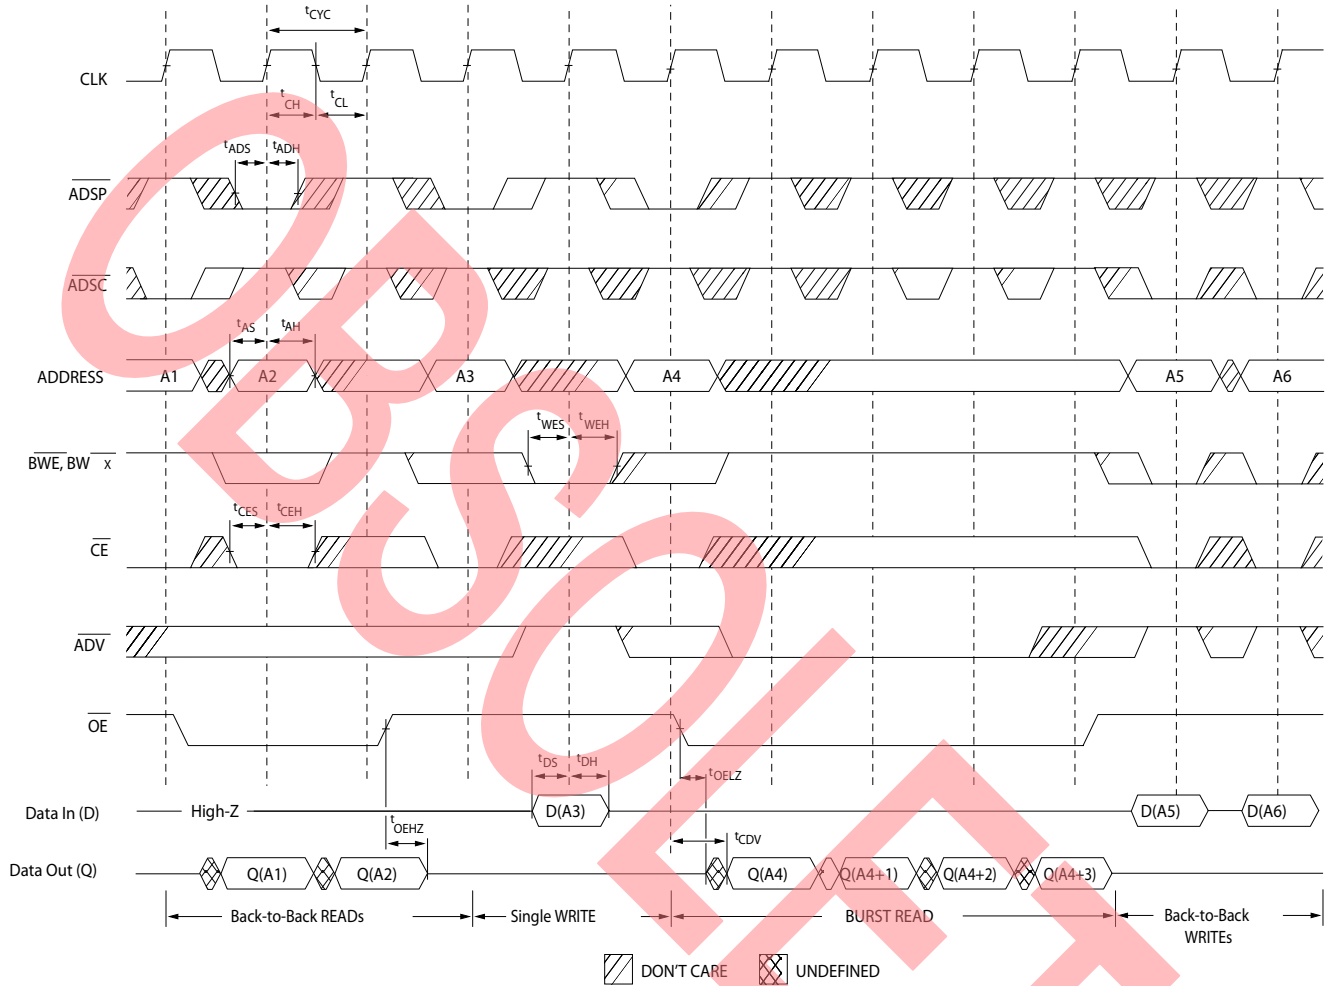 tCYC
CLK
tCH tCL
tADS tADH
ADSP
ADSC
tAS tAH
ADDRESS A1 A2 A3 A4 A5 A6
tWES tWEH
BWE, BW X
tCES tCEH
CE
ADV
OE
tDS tDH tOELZ
Data In (D) High-Z D(A3) D(A5) D(A6)
tOEHZ tCDV
Data Out (Q) Q(A1) Q(A2) Q(A4) Q(A4+1) Q(A4+2) Q(A4+3)
Back-to-Back READs Single WRITE BURST READ Back-to-Back
WRITEs
DON'T CARE UNDEFINED
OBSOLET